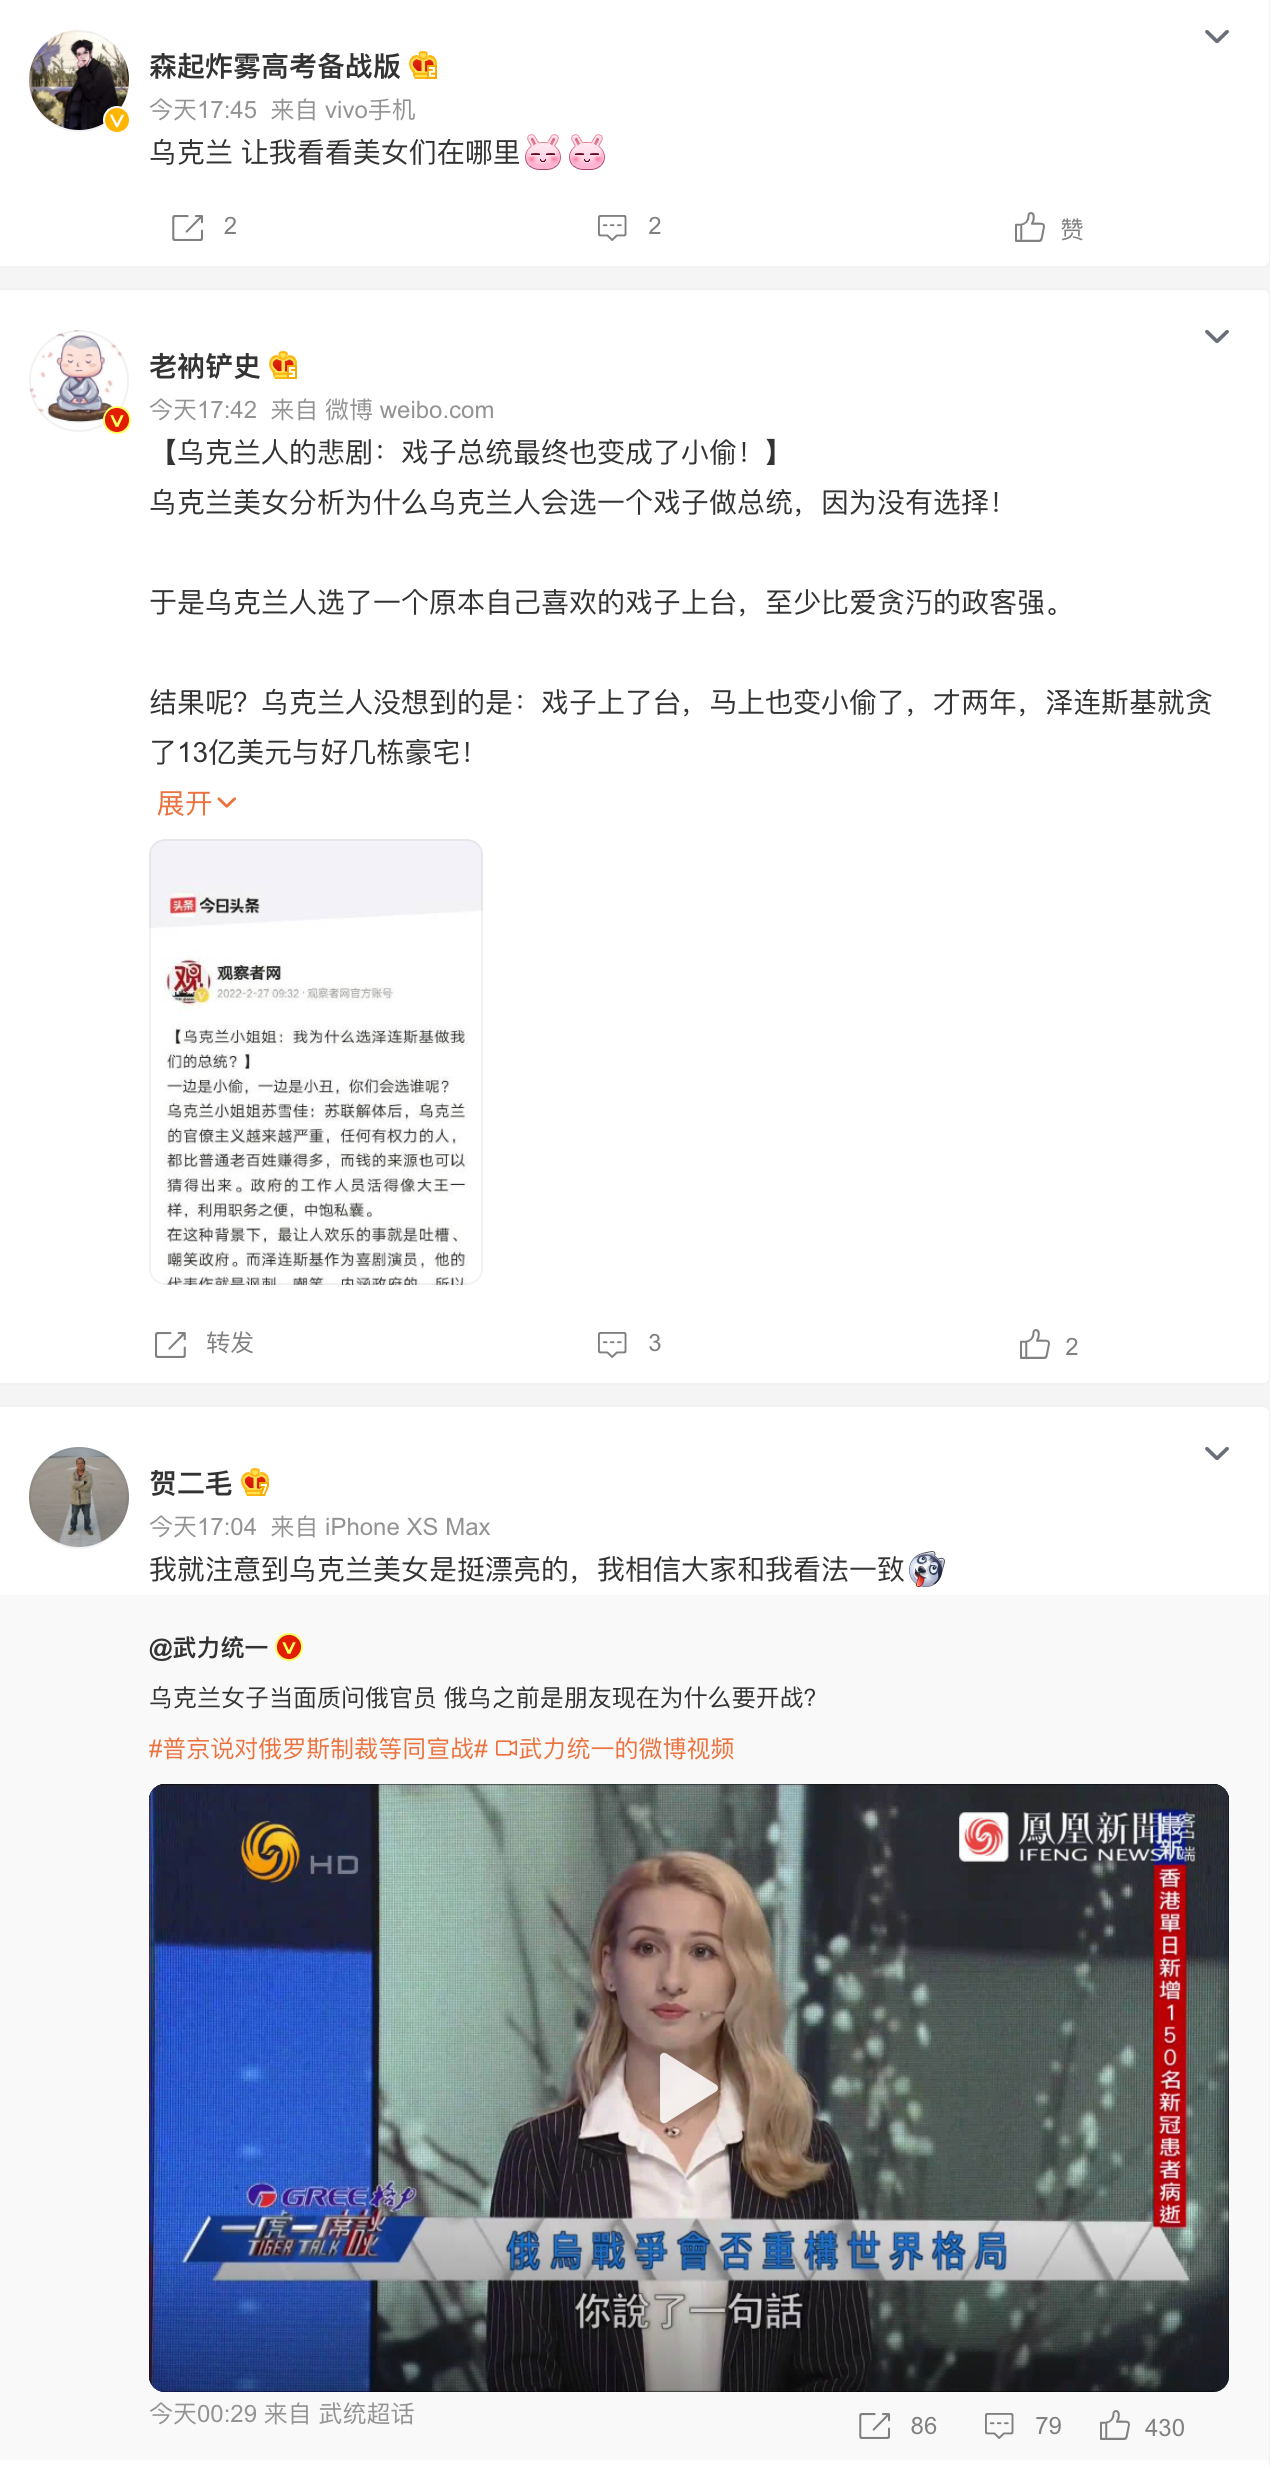 森起炸雾高考备战版
今天17:45 来自 vivo手机
乌克兰 让我看看美女们在哪里
2
2
赞
老衲铲史
今天17:42 来自 微博 weibo.com
【乌克兰人的悲剧：戏子总统最终也变成了小偷！】
乌克兰美女分析为什么乌克兰人会选一个戏子做总统，因为没有选择！
于是乌克兰人选了一个原本自己喜欢的戏子上台，至少比爱贪污的政客强。
结果呢？乌克兰人没想到的是：戏子上了台，马上也变小偷了，才两年，泽连斯基就贪
了13亿美元与好几栋豪宅！
展开
头条 今日头条
观察者网
2022-2-27 09:32 · 观察者网官方账号
【乌克兰小姐姐：我为什么选泽连斯基做我
们的总统？】
一边是小偷，一边是小丑，你们会选谁呢？
乌克兰小姐姐苏雪佳：苏联解体后，乌克兰
的官僚主义越来越严重，任何有权力的人，
都比普通老百姓赚得多，而钱的来源也可以
猜得出来。政府的工作人员活得像大王一
样，利用职务之便，中饱私囊。
在这种背景下，最让人欢乐的事就是吐槽、
嘲笑政府。而泽连斯基作为喜剧演员，他的
代表作就是讽刺、嘲笑、内涵政府的，所以
转发
3
2
贺二毛
今天17:04 来自 iPhone XS Max
我就注意到乌克兰美女是挺漂亮的，我相信大家和我看法一致
@武力统一
乌克兰女子当面质问俄官员 俄乌之前是朋友现在为什么要开战？
#普京说对俄罗斯制裁等同宣战# 武力统一的微博视频
HD
鳳凰新聞 客户端
IFENG NEWS
最新
香港單日新增150名新冠患者病逝
GREE格力
一虎一席談
TIGER TALK
俄烏戰爭會否重構世界格局
你說了一句話
今天00:29 来自 武统超话
86
79
430